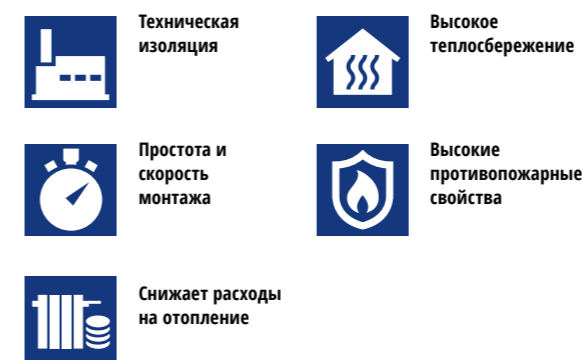 Техническая
изоляция
Высокое
теплосбережение
Простота и
скорость
монтажа
Высокие
противопожарные
свойства
Снижает расходы
на отопление